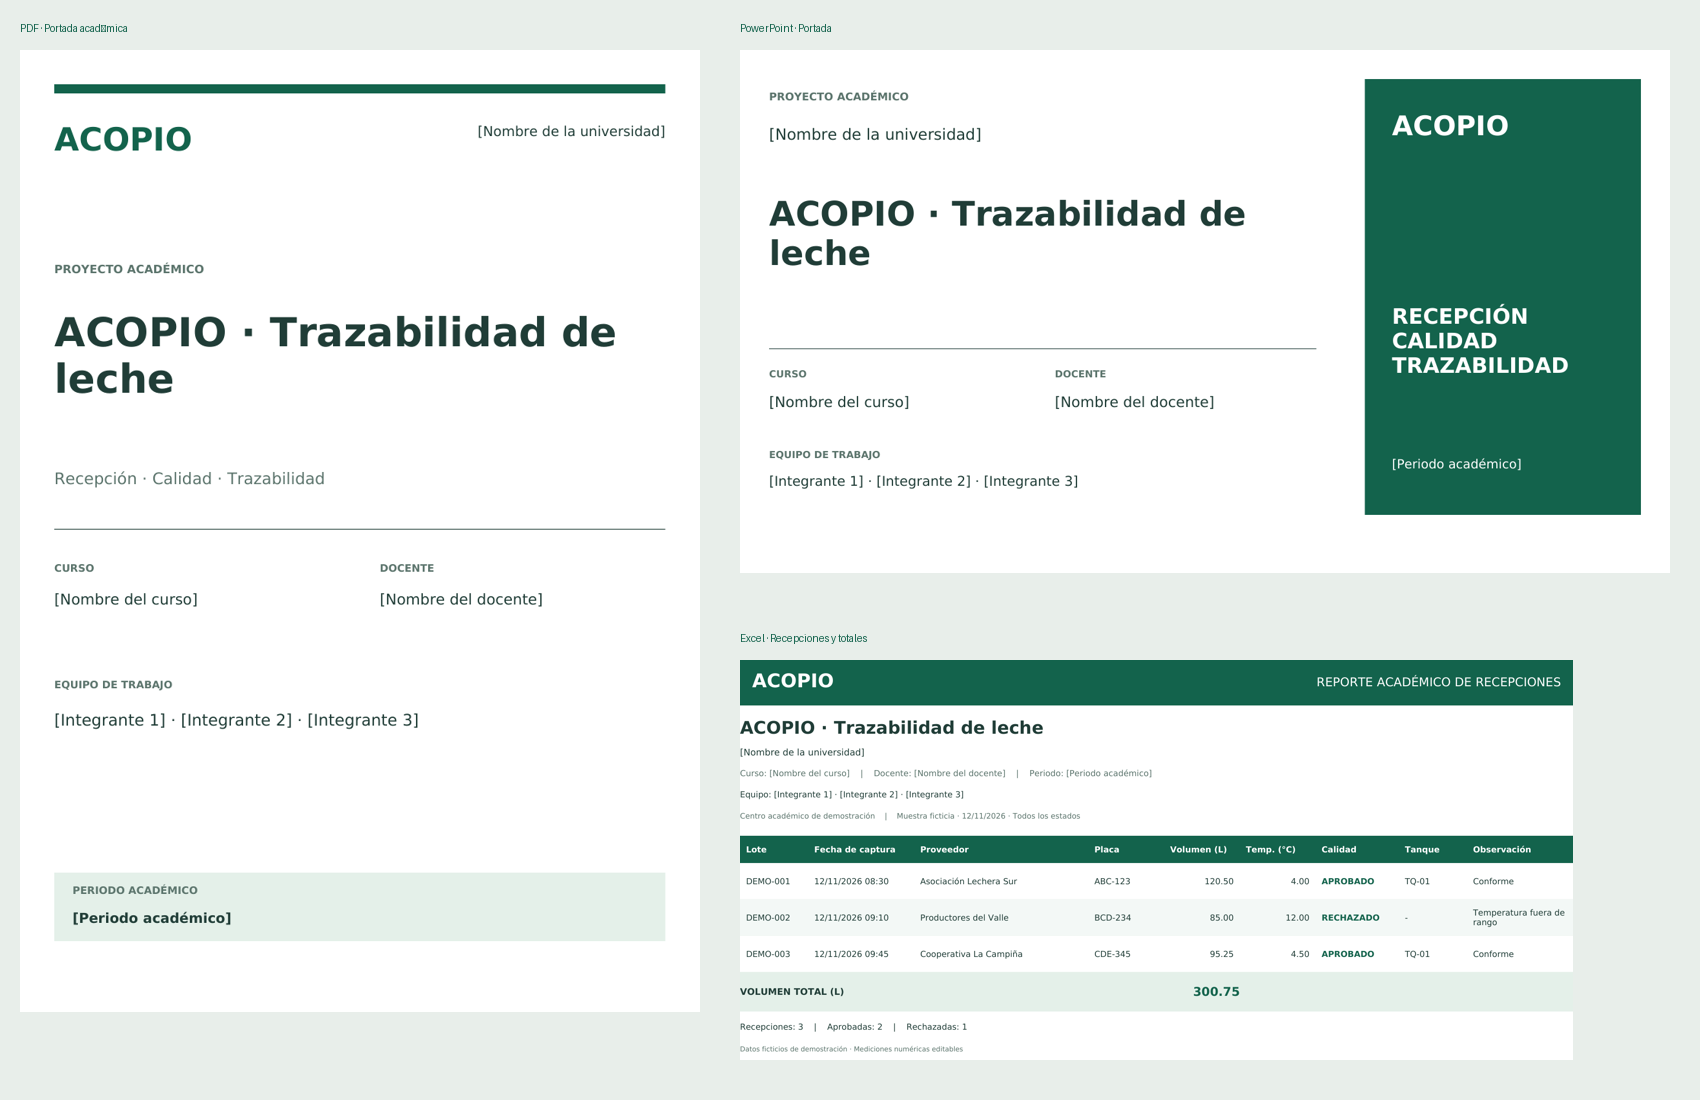 PDF · Portada acad▯mica
ACOPIO
[Nombre de la universidad]
PROYECTO ACADÉMICO
ACOPIO · Trazabilidad de
leche
Recepción · Calidad · Trazabilidad
CURSO
DOCENTE
[Nombre del curso]
[Nombre del docente]
EQUIPO DE TRABAJO
[Integrante 1] · [Integrante 2] · [Integrante 3]
PERIODO ACADÉMICO
[Periodo académico]
PowerPoint · Portada
PROYECTO ACADÉMICO
[Nombre de la universidad]
ACOPIO · Trazabilidad de
leche
CURSO
DOCENTE
[Nombre del curso]
[Nombre del docente]
EQUIPO DE TRABAJO
[Integrante 1] · [Integrante 2] · [Integrante 3]
ACOPIO
RECEPCIÓN
CALIDAD
TRAZABILIDAD
[Periodo académico]
Excel · Recepciones y totales
ACOPIO
REPORTE ACADÉMICO DE RECEPCIONES
ACOPIO · Trazabilidad de leche
[Nombre de la universidad]
Curso: [Nombre del curso] | Docente: [Nombre del docente] | Periodo: [Periodo académico]
Equipo: [Integrante 1] · [Integrante 2] · [Integrante 3]
Centro académico de demostración | Muestra ficticia · 12/11/2026 · Todos los estados
Lote Fecha de captura Proveedor Placa Volumen (L) Temp. (°C) Calidad Tanque Observación
DEMO-001 12/11/2026 08:30 Asociación Lechera Sur ABC-123 120.50 4.00 APROBADO TQ-01 Conforme
DEMO-002 12/11/2026 09:10 Productores del Valle BCD-234 85.00 12.00 RECHAZADO - Temperatura fuera de
rango
DEMO-003 12/11/2026 09:45 Cooperativa La Campiña CDE-345 95.25 4.50 APROBADO TQ-01 Conforme
VOLUMEN TOTAL (L) 300.75
Recepciones: 3 | Aprobadas: 2 | Rechazadas: 1
Datos ficticios de demostración · Mediciones numéricas editables